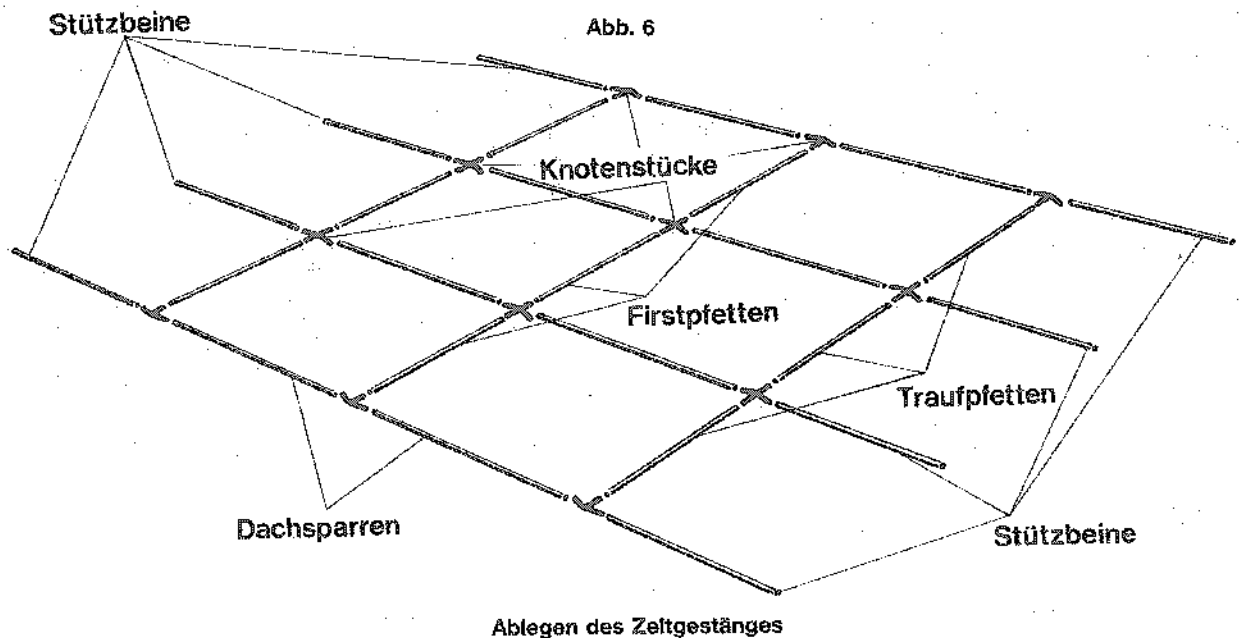 Stützbeine
Abb. 6
Knotenstücke
Firstpfetten
Traufpfetten
Dachsparren
Stützbeine
Ablegen des Zeltgestänges